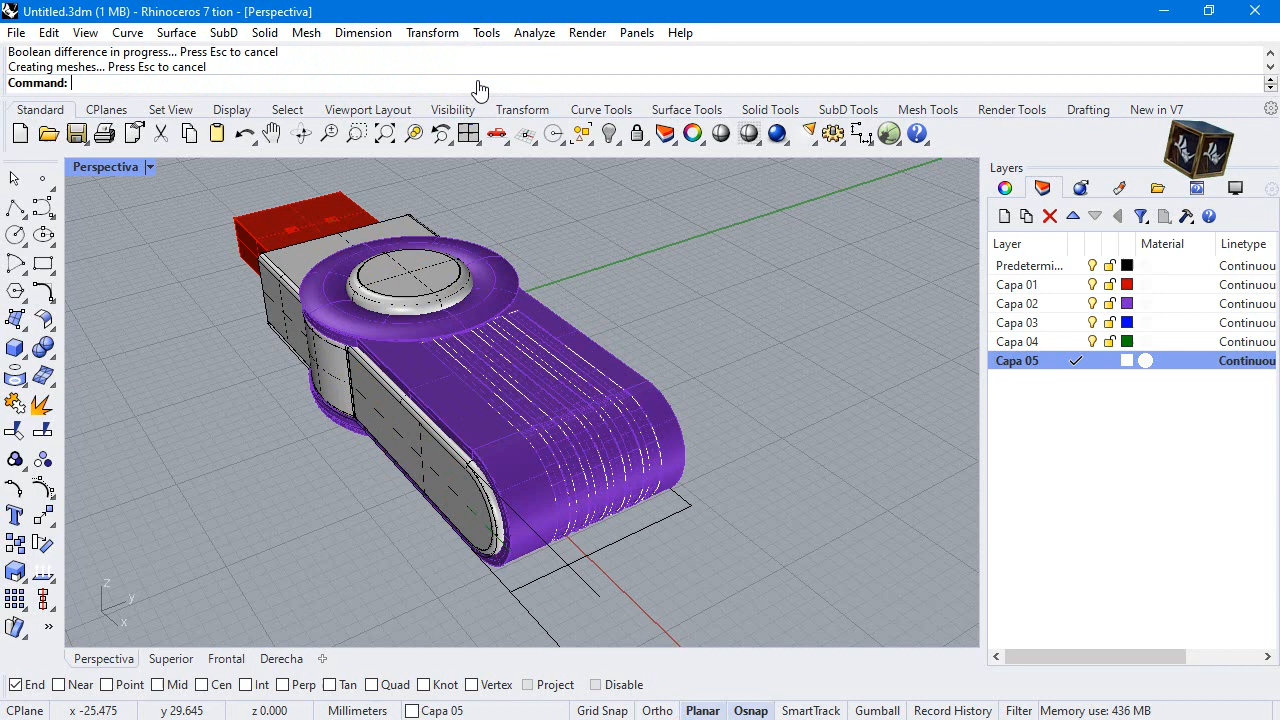 Untitled.3dm (1 MB) - Rhinoceros 7 tion - [Perspectiva]
File Edit View Curve Surface SubD Solid Mesh Dimension Transform Tools Analyze Render Panels Help
Boolean difference in progress... Press Esc to cancel
Creating meshes... Press Esc to cancel
Command:
Standard CPlanes Set View Display Select Viewport Layout Visibility Transform Curve Tools Surface Tools Solid Tools SubD Tools Mesh Tools Render Tools Drafting New in V7
Perspectiva
Layers
Layer Material Linetype
Predetermi... Continuou
Capa 01 Continuou
Capa 02 Continuou
Capa 03 Continuou
Capa 04 Continuou
Capa 05 Continuou
z
y
x
Perspectiva Superior Frontal Derecha
End Near Point Mid Cen Int Perp Tan Quad Knot Vertex Project Disable
CPlane x -25.475 y 29.645 z 0.000 Millimeters Capa 05 Grid Snap Ortho Planar Osnap SmartTrack Gumball Record History Filter Memory use: 436 MB